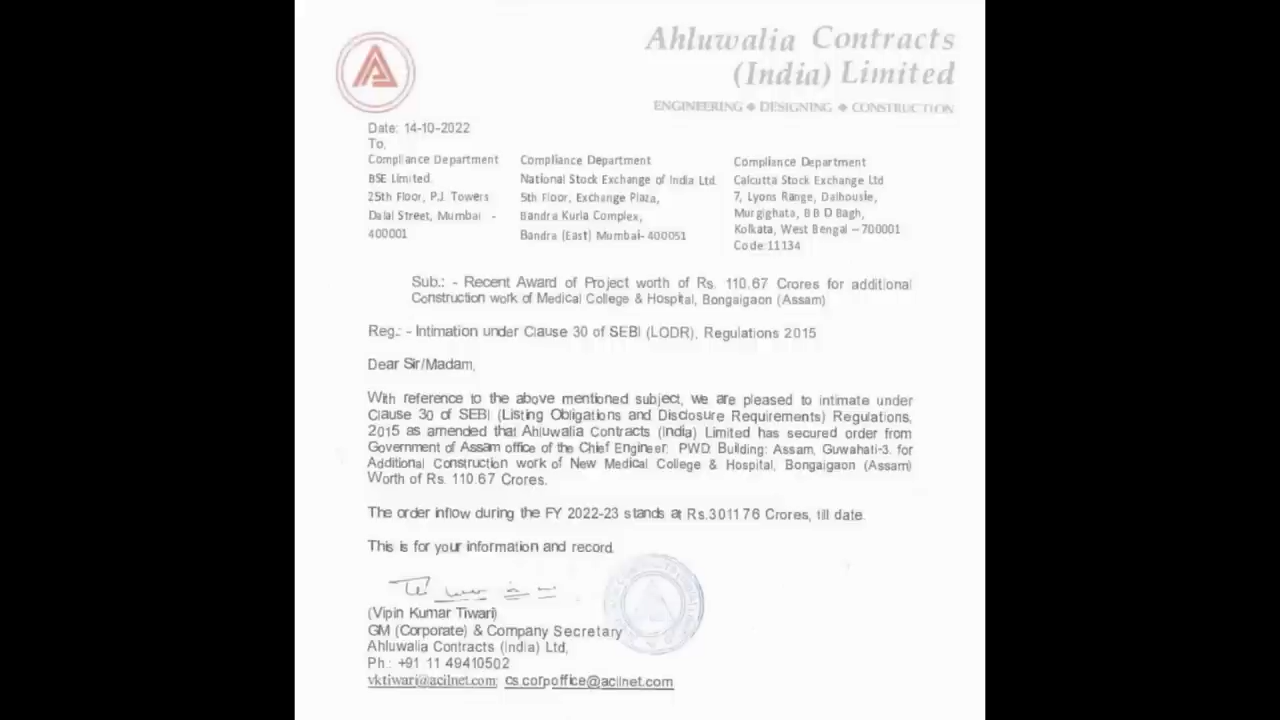 Ahluwalia Contracts
(India) Limited
ENGINEERING ◆ DESIGNING ◆ CONSTRUCTION
Date: 14-10-2022
To,
Compliance Department
BSE Limited.
25th Floor, P.J. Towers
Dalal Street, Mumbai -
400001
Compliance Department
National Stock Exchange of India Ltd.
5th Floor, Exchange Plaza,
Bandra Kurla Complex,
Bandra (East) Mumbai- 400051
Compliance Department
Calcutta Stock Exchange Ltd
7, Lyons Range, Dalhousie,
Murgighata, B B D Bagh,
Kolkata, West Bengal – 700001
Code:11134
Sub.: - Recent Award of Project worth of Rs. 110.67 Crores for additional
Construction work of Medical College & Hospital, Bongaigaon (Assam)
Reg.: - Intimation under Clause 30 of SEBI (LODR), Regulations 2015
Dear Sir/Madam,
With reference to the above mentioned subject, we are pleased to intimate under
Clause 30 of SEBI (Listing Obligations and Disclosure Requirements) Regulations,
2015 as amended that Ahluwalia Contracts (India) Limited has secured order from
Government of Assam office of the Chief Engineer, PWD: Building: Assam, Guwahati-3. for
Additional Construction work of New Medical College & Hospital, Bongaigaon (Assam)
Worth of Rs. 110.67 Crores.
The order inflow during the FY 2022-23 stands at Rs.3011.76 Crores, till date.
This is for your information and record.
(Vipin Kumar Tiwari)
GM (Corporate) & Company Secretary
Ahluwalia Contracts (India) Ltd,
Ph.: +91 11 49410502
vktiwari@acilnet.com; cs.corpoffice@acilnet.com